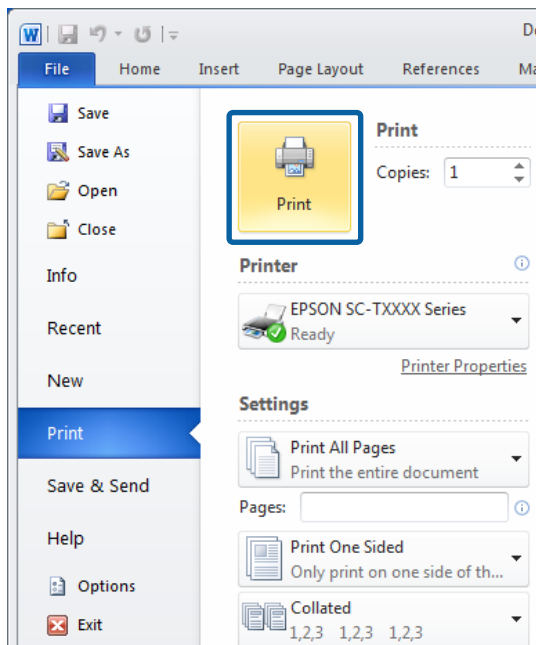 W
De
File Home Insert Page Layout References Ma
Save
Save As
Open
Close
Info
Recent
New
Print
Save & Send
Help
Options
Exit
Print
Print
Copies: 1
Printer
EPSON SC-TXXXX Series
Ready
Printer Properties
Settings
Print All Pages
Print the entire document
Pages:
Print One Sided
Only print on one side of th...
Collated
1,2,3 1,2,3 1,2,3